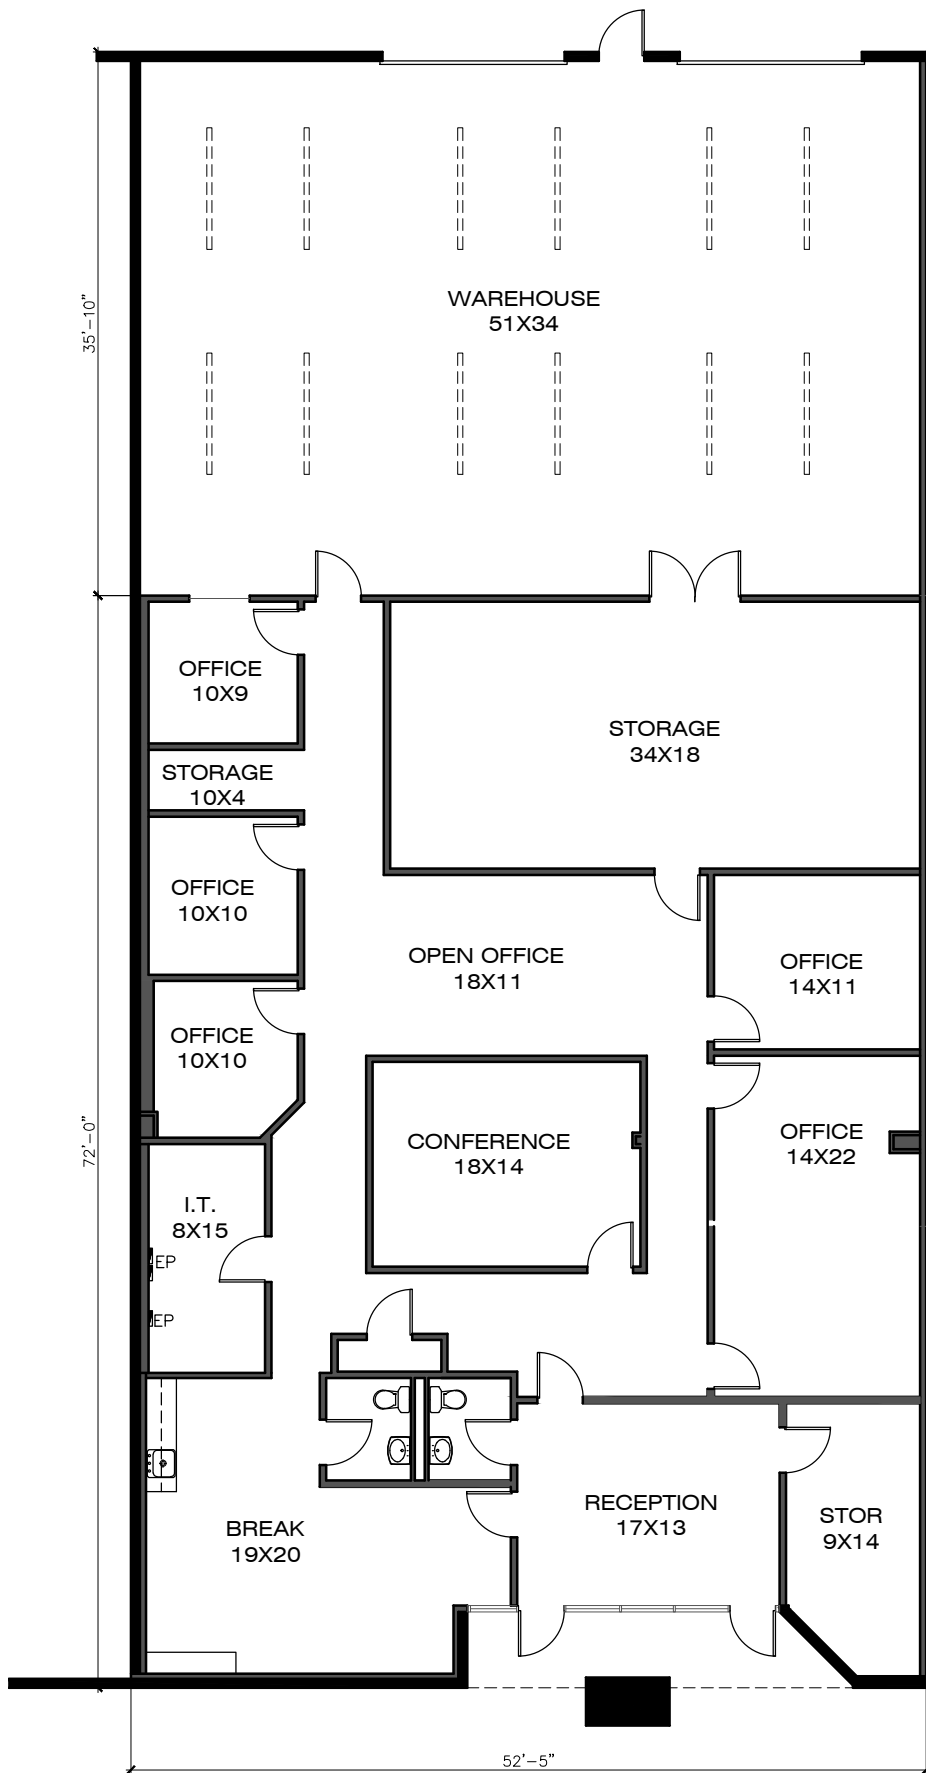 WAREHOUSE
51X34
35'-10"
OFFICE
10X9
STORAGE
34X18
STORAGE
10X4
OFFICE
10X10
OPEN OFFICE
18X11
OFFICE
14X11
OFFICE
10X10
72'-0"
CONFERENCE
18X14
OFFICE
14X22
I.T.
8X15
EP
EP
RECEPTION
17X13
STOR
9X14
BREAK
19X20
52'-5"